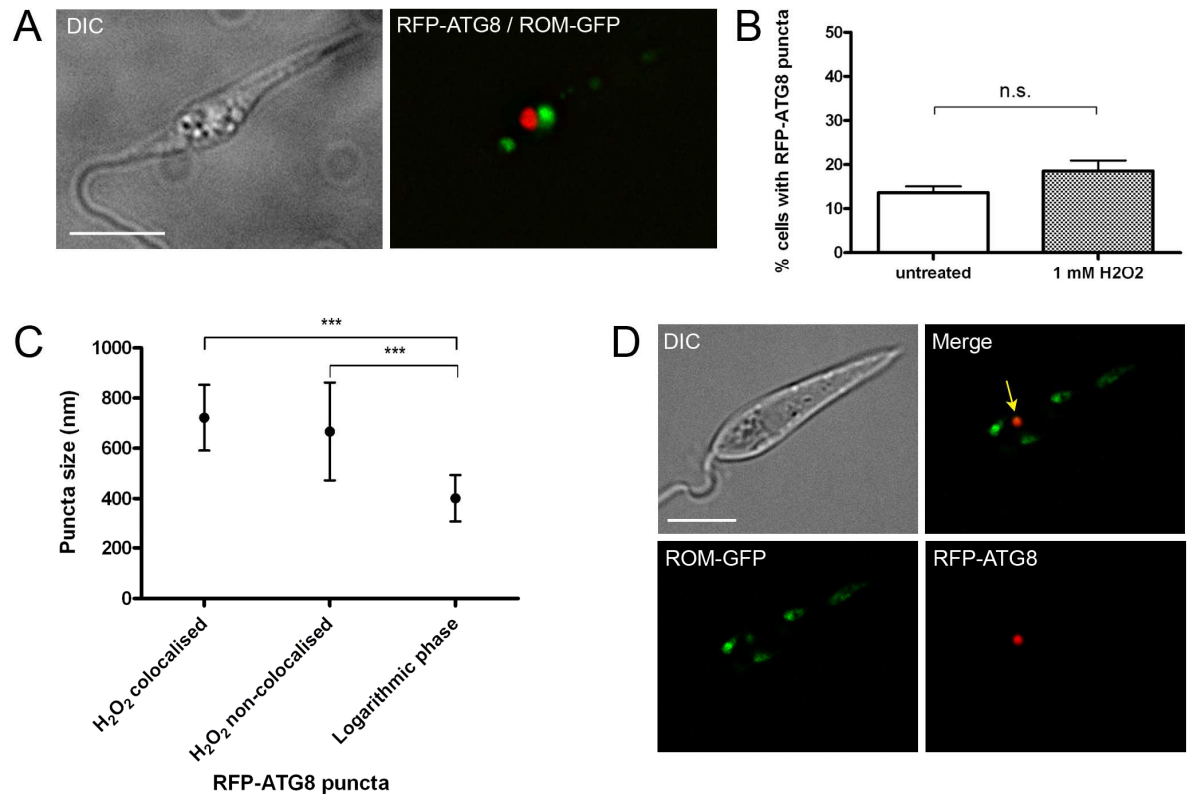 A
DIC
RFP-ATG8 / ROM-GFP
B
% cells with RFP-ATG8 puncta
50
40
30
20
10
0
n.s.
untreated
1 mM H2O2
C
Puncta size (nm)
1000
800
600
400
200
0
***
***
H₂O₂ colocalised
H₂O₂ non-colocalised
Logarithmic phase
RFP-ATG8 puncta
D
DIC
Merge
ROM-GFP
RFP-ATG8